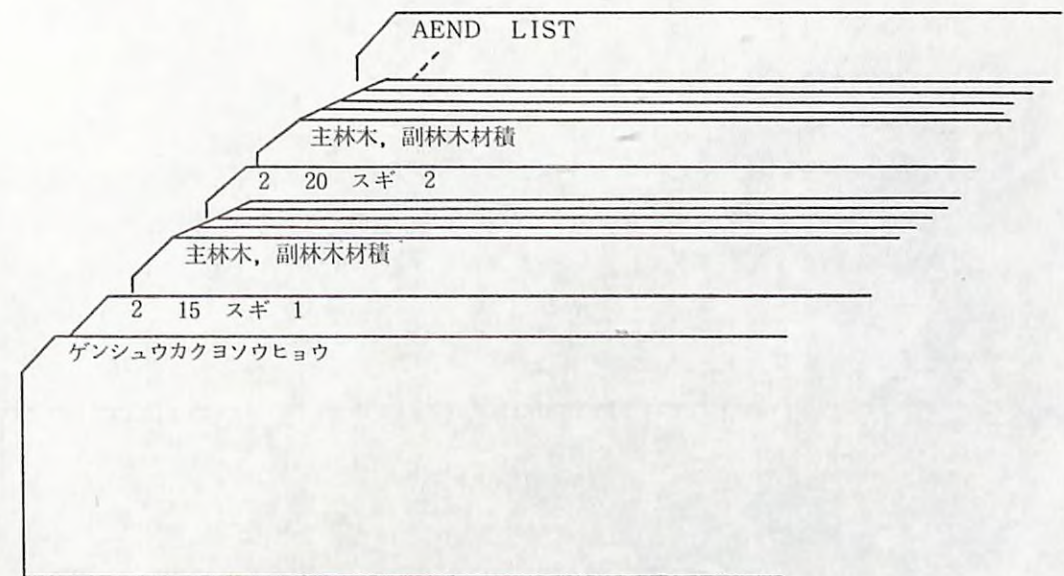 AEND LIST
主林木，副林木材積
2 20 スギ 2
主林木，副林木材積
2 15 スギ 1
ゲンシュウカクヨソウヒョウ